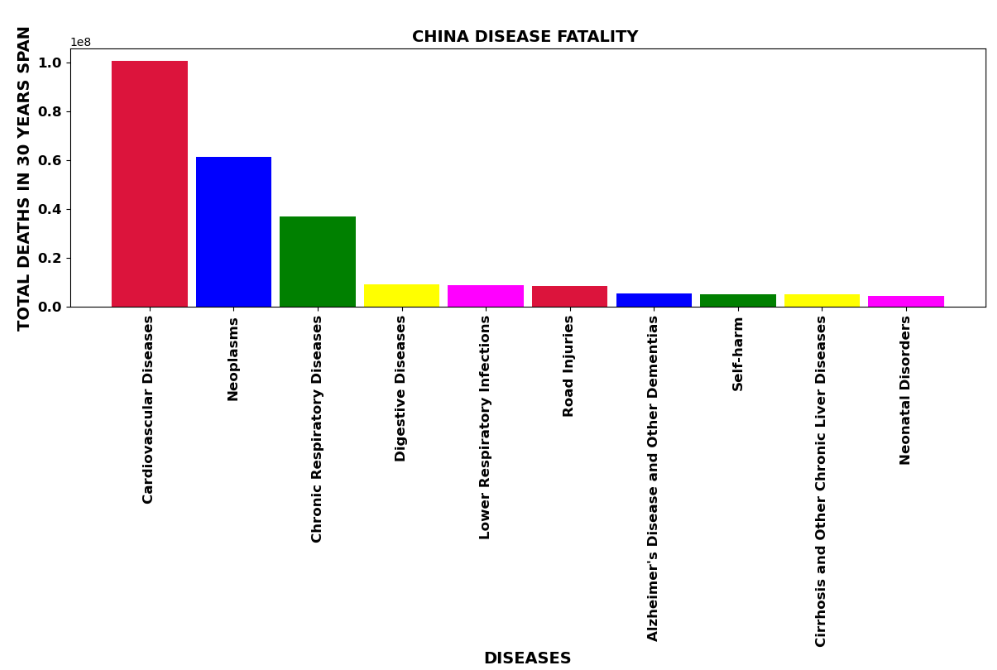 CHINA DISEASE FATALITY
1e8
TOTAL DEATHS IN 30 YEARS SPAN
1.0
0.8
0.6
0.4
0.2
0.0
Cardiovascular Diseases
Neoplasms
Chronic Respiratory Diseases
Digestive Diseases
Lower Respiratory Infections
Road Injuries
Alzheimer's Disease and Other Dementias
Self-harm
Cirrhosis and Other Chronic Liver Diseases
Neonatal Disorders
DISEASES